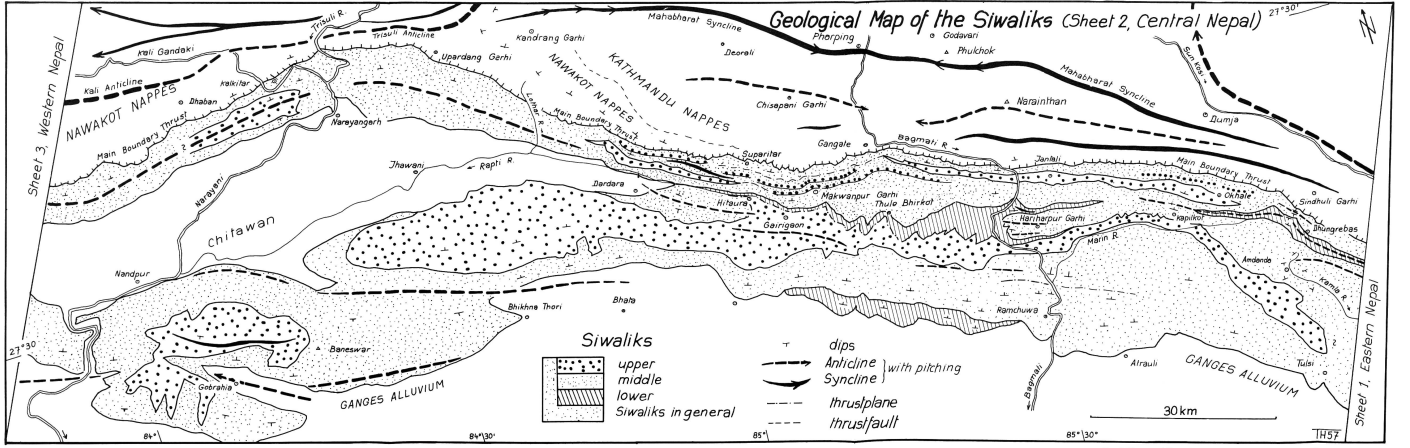 Geological Map of the Siwaliks (Sheet 2, Central Nepal)
27°30'
N
Sheet 3, Western Nepal
Kali Gandaki
Trisuli R.
Trisuli Anticline
Kandrang Garhi
Mahabharat Syncline
Pharping
Godavari
Phulchok
Deorali
Upardang Garhi
Kalkitar
Kali Anticline
NAWAKOT NAPPES
Dhaban
Main Boundary Thrust
Narayangarh
Lothar R.
NAWAKOT NAPPES
KATHMANDU NAPPES
Main Boundary Thrust
Chisapani Garhi
Narainthan
Mahabharat Syncline
Sun Kosi
Dumja
Suparitar
Gangale
Bagmati R.
Jantali
Main Boundary Thrust
Jhawani
Rapti R.
Dardara
Hitaura
Makwanpur Garhi
Thulo Bhirkot
Gairigaon
Hariharpur Garhi
Kapilkot
Okhale
Sindhuli Garhi
Dhungrebas
Narayani
Chitawan
Marin R.
Amdanda
Kamla R.
Nandpur
Bhikhna Thori
Bhata
Ramchuwa
Baneswar
Gobrahia
GANGES ALLUVIUM
Bagmati
Atrauli
GANGES ALLUVIUM
Tulsi
Sheet 1, Eastern Nepal
27°30
Siwaliks
upper
middle
lower
Siwaliks in general
dips
Anticline
Syncline
with pitching
thrustplane
thrustfault
30 km
TH57
84°
84°30'
85°
85°30'